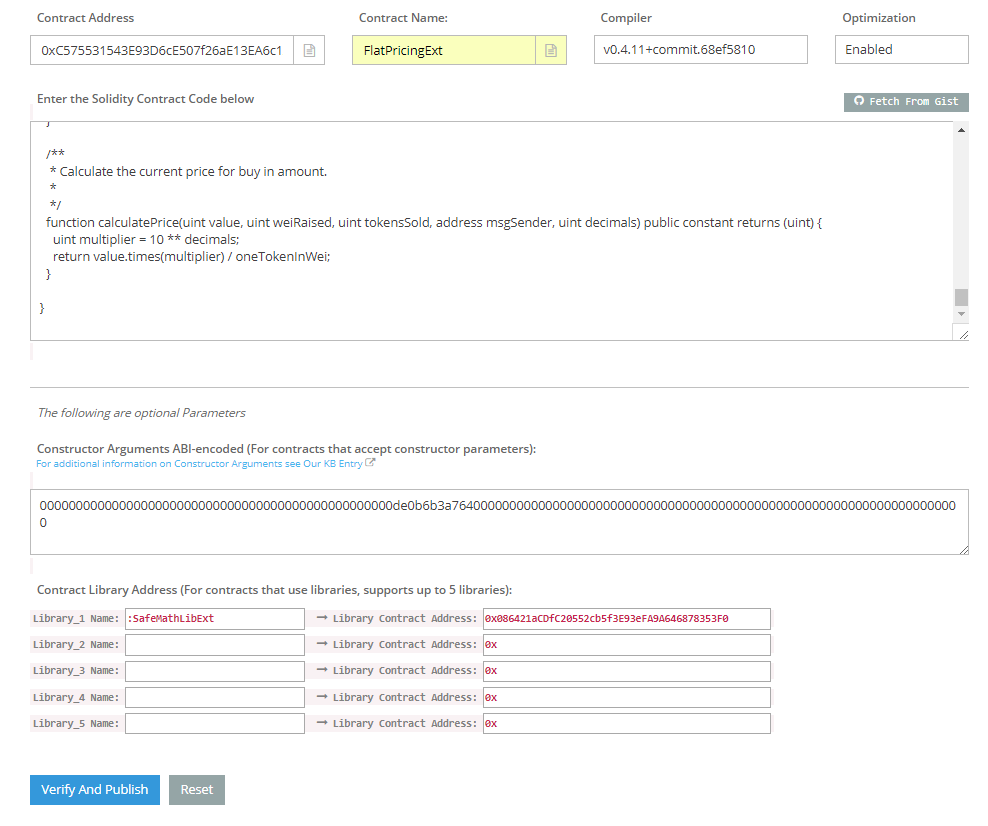 Contract Address Contract Name: Compiler Optimization
0xC575531543E93D6cE507f26aE13EA6c1 FlatPricingExt v0.4.11+commit.68ef5810 Enabled
Enter the Solidity Contract Code below Fetch From Gist
}
/**
* Calculate the current price for buy in amount.
*
*/
function calculatePrice(uint value, uint weiRaised, uint tokensSold, address msgSender, uint decimals) public constant returns (uint) {
uint multiplier = 10 ** decimals;
return value.times(multiplier) / oneTokenInWei;
}
}
The following are optional Parameters
Constructor Arguments ABI-encoded (For contracts that accept constructor parameters):
For additional information on Constructor Arguments see Our KB Entry
0000000000000000000000000000000000000000000000000de0b6b3a7640000000000000000000000000000000000000000000000000000000000000000000
0
Contract Library Address (For contracts that use libraries, supports up to 5 libraries):
Library_1 Name: :SafeMathLibExt → Library Contract Address: 0x086421aCDfC20552cb5f3E93eFA9A646878353F0
Library_2 Name: → Library Contract Address: 0x
Library_3 Name: → Library Contract Address: 0x
Library_4 Name: → Library Contract Address: 0x
Library_5 Name: → Library Contract Address: 0x
Verify And Publish Reset